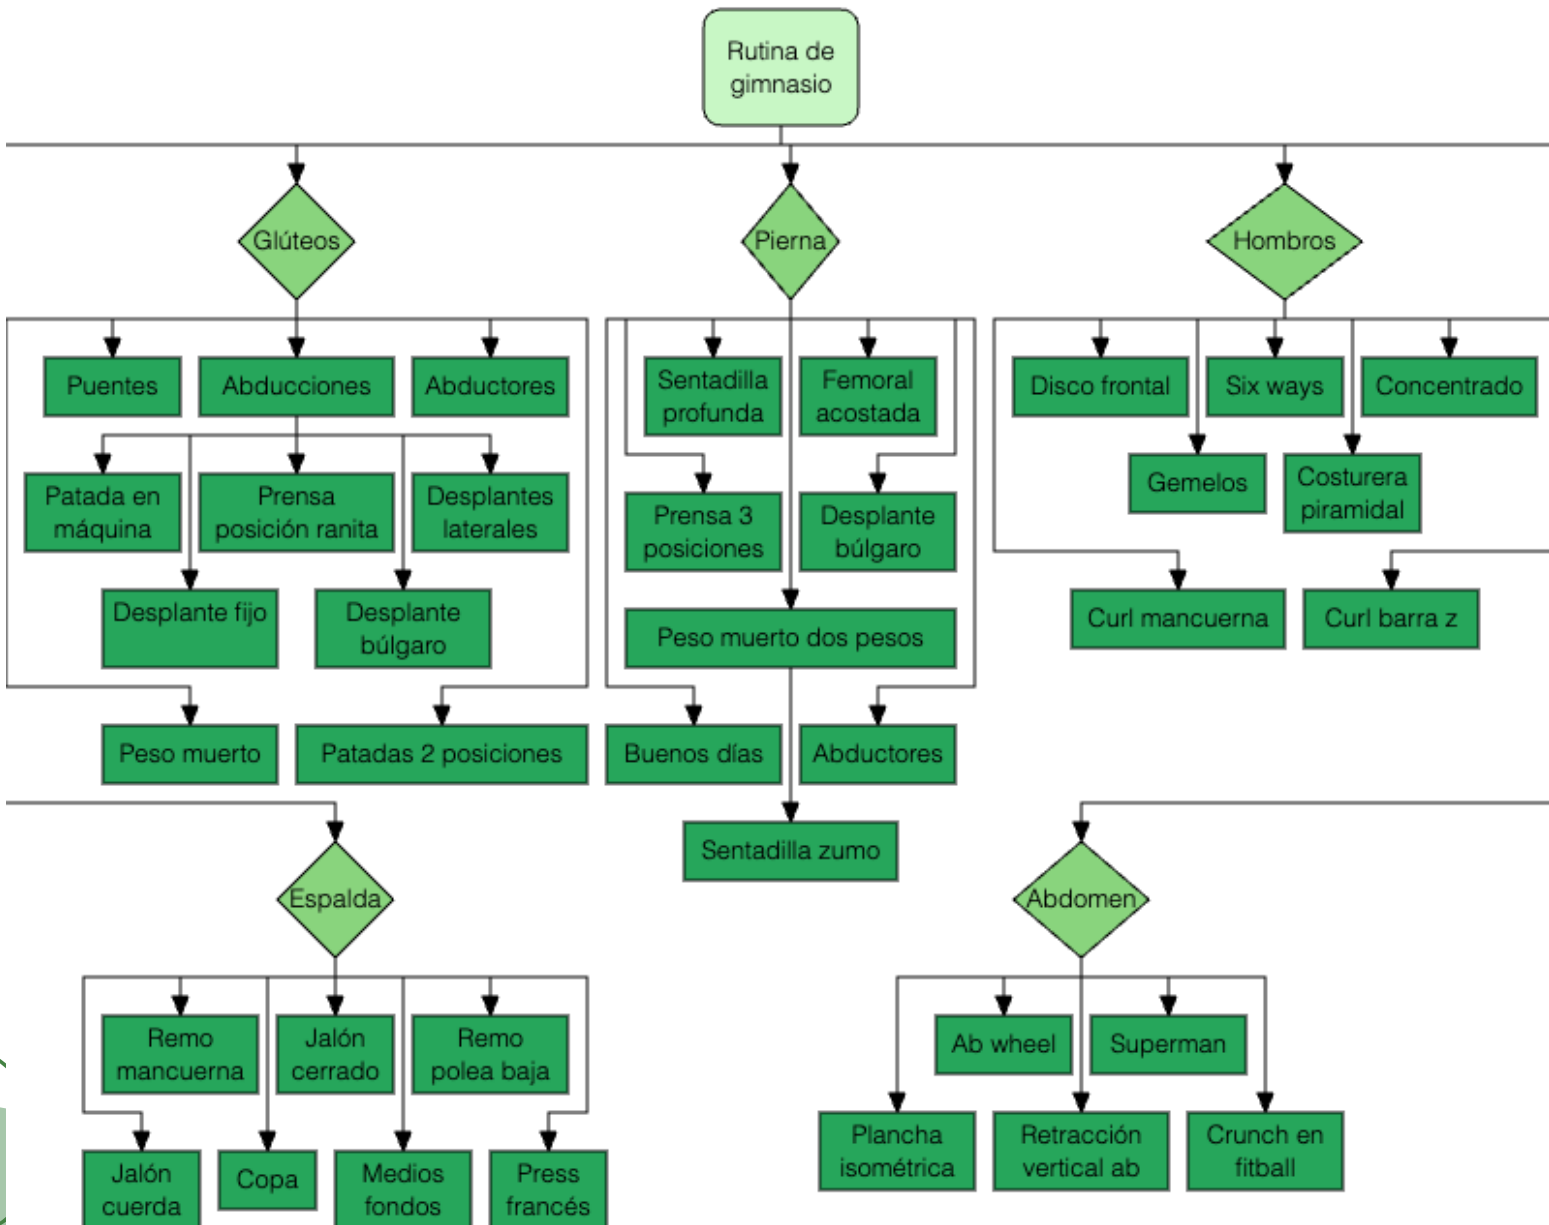 Rutina de
gimnasio
Glúteos
Pierna
Hombros
Puentes
Abducciones
Abductores
Patada en
máquina
Prensa
posición ranita
Desplantes
laterales
Desplante fijo
Desplante
búlgaro
Peso muerto
Patadas 2 posiciones
Sentadilla
profunda
Femoral
acostada
Prensa 3
posiciones
Desplante
búlgaro
Peso muerto dos pesos
Buenos días
Abductores
Sentadilla zumo
Disco frontal
Six ways
Concentrado
Gemelos
Costurera
piramidal
Curl mancuerna
Curl barra z
Espalda
Remo
mancuerna
Jalón
cerrado
Remo
polea baja
Jalón
cuerda
Copa
Medios
fondos
Press
francés
Abdomen
Ab wheel
Superman
Plancha
isométrica
Retracción
vertical ab
Crunch en
fitball